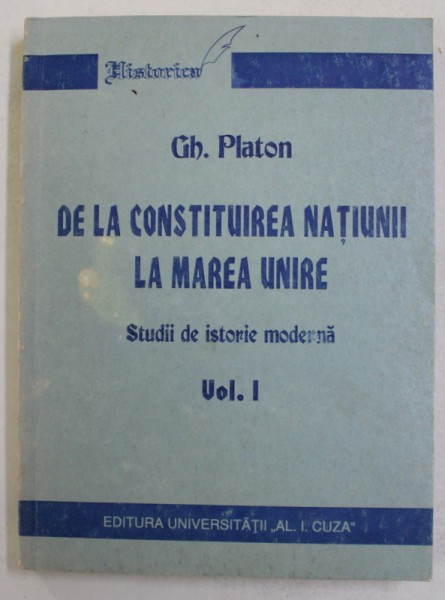 Historica
Gh. Platon
DE LA CONSTITUIREA NAȚIUNII
LA MAREA UNIRE
Studii de istorie modernă
Vol. I
EDITURA UNIVERSITĂȚII „AL. I. CUZA"